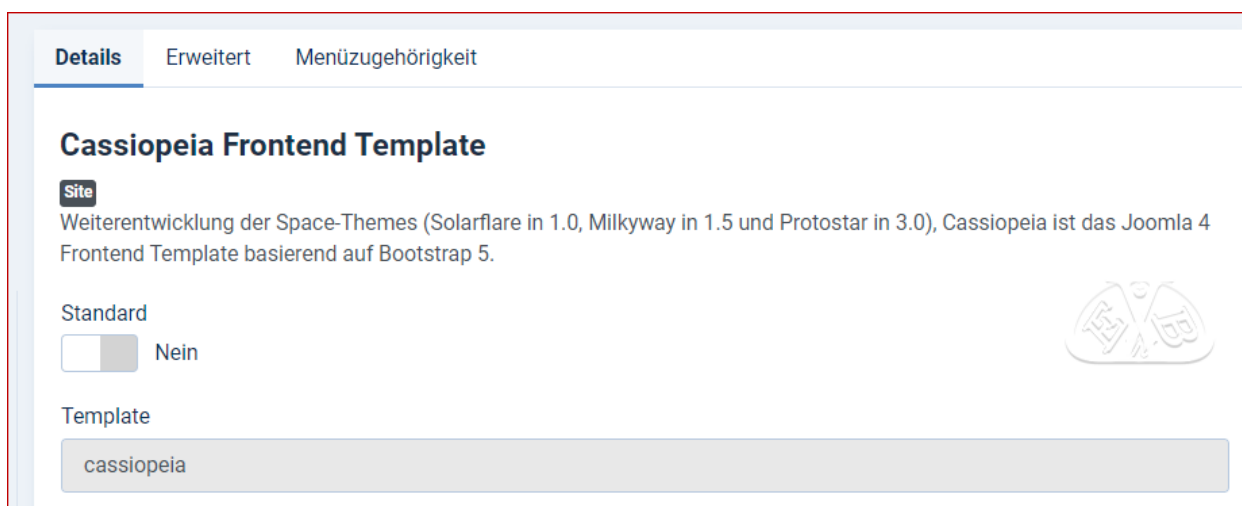 Details Erweitert Menüzugehörigkeit
Cassiopeia Frontend Template
Site
Weiterentwicklung der Space-Themes (Solarflare in 1.0, Milkyway in 1.5 und Protostar in 3.0), Cassiopeia ist das Joomla 4
Frontend Template basierend auf Bootstrap 5.
Standard
Nein
Template
cassiopeia